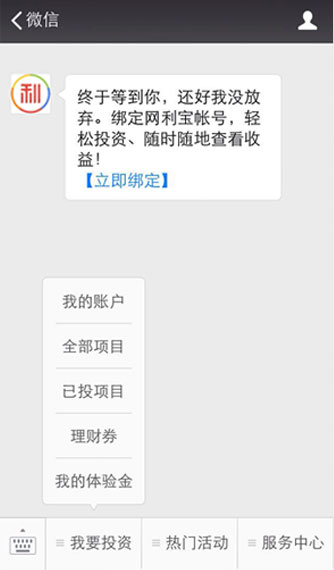 微信
利
终于等到你，还好我没放
弃。绑定网利宝帐号，轻
松投资、随时随地查看收
益！
【立即绑定】
我的账户
全部项目
已投项目
理财券
我的体验金
我要投资
热门活动
服务中心